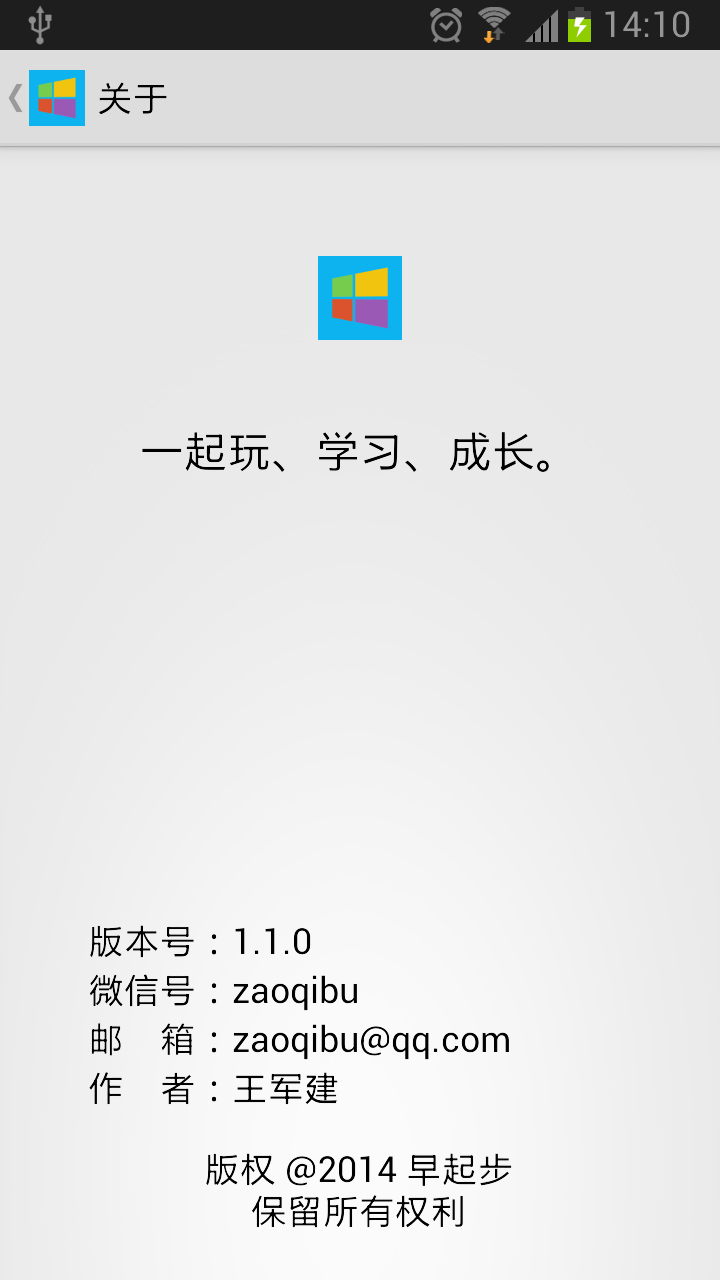 14:10
关于
一起玩、学习、成长。
版本号：1.1.0
微信号：zaoqibu
邮　箱：zaoqibu@qq.com
作　者：王军建
版权 @2014 早起步
保留所有权利